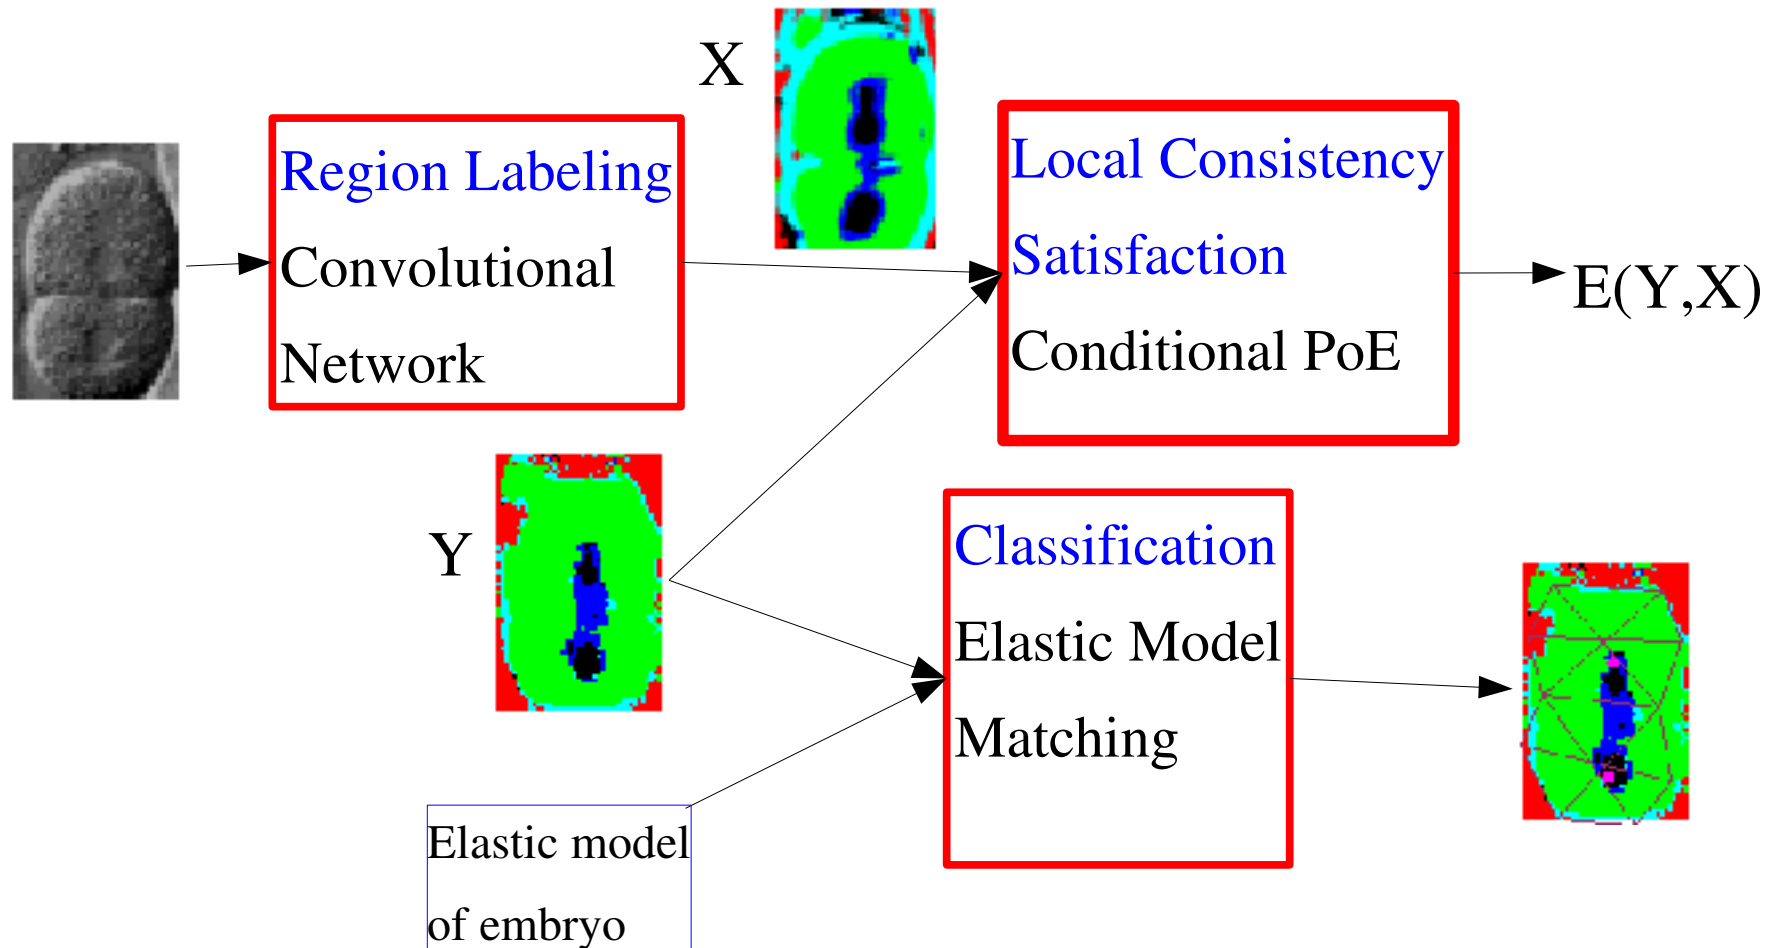 X
Region Labeling
Convolutional
Network
Local Consistency
Satisfaction
Conditional PoE
E(Y,X)
Y
Classification
Elastic Model
Matching
Elastic model
of embryo